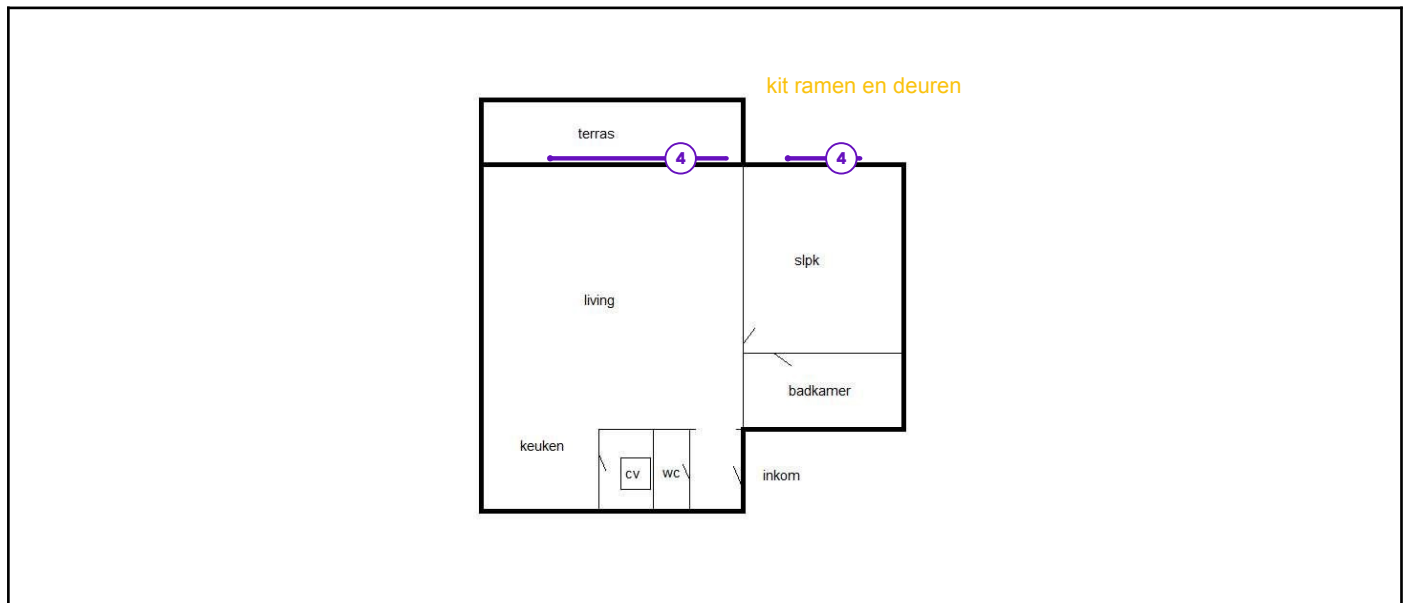 kit ramen en deuren
terras
4
4
slpk
living
badkamer
keuken
cv
wc
inkom